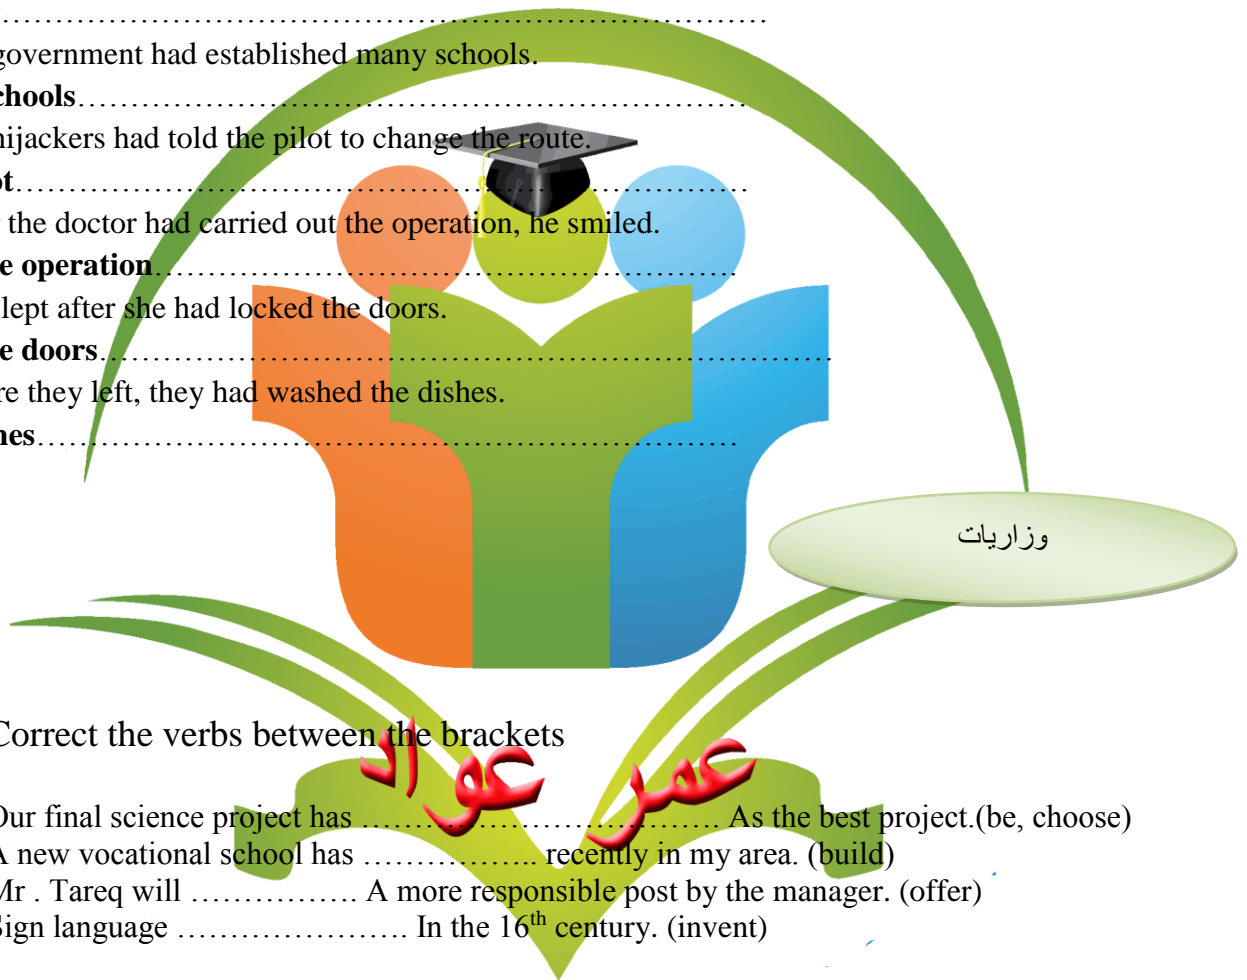 ………………………………………………………………………
government had established many schools.
chools…………………………………………………………
hijackers had told the pilot to change the route.
ot………………………………………………………………
the doctor had carried out the operation, he smiled.
e operation…………………………………………………
lept after she had locked the doors.
e doors………………………………………………………………
re they left, they had washed the dishes.
hes……………………………………………………………
وزاريات
Correct the verbs between the brackets
عمر عواد
Our final science project has ……………………………. As the best project.(be, choose)
A new vocational school has …………….. recently in my area. (build)
Mr . Tareq will ……………. A more responsible post by the manager. (offer)
Sign language …………………. In the 16th century. (invent)